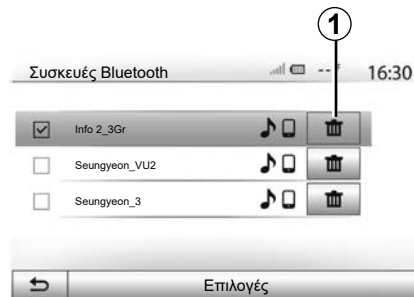 1
Συσκευές Bluetooth -- ° 16:30
Info 2_3Gr
Seungyeon_VU2
Seungyeon_3
Επιλογές